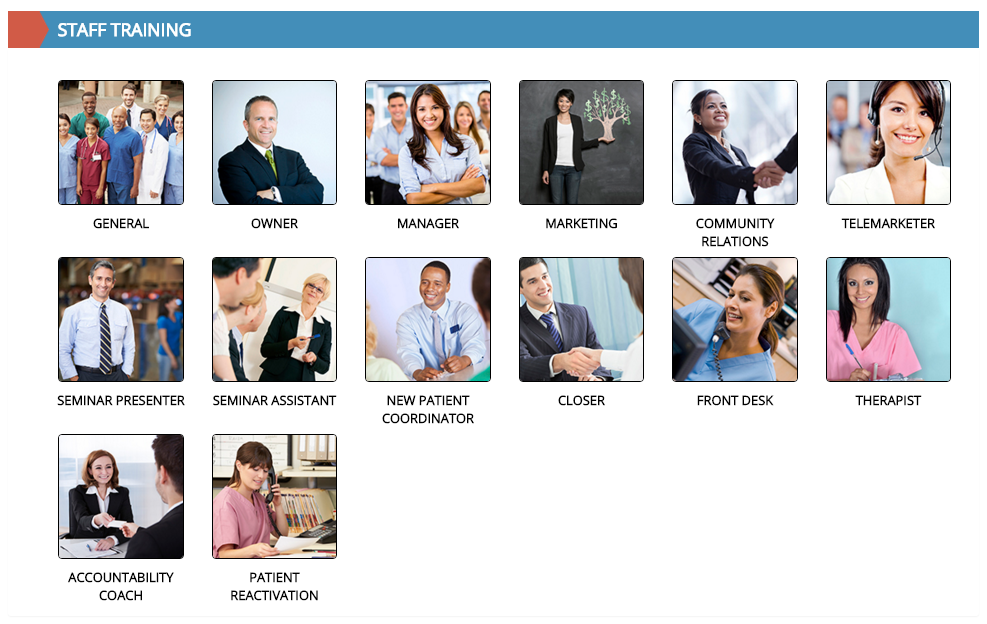 STAFF TRAINING
GENERAL
OWNER
MANAGER
MARKETING
COMMUNITY
RELATIONS
TELEMARKETER
SEMINAR PRESENTER
SEMINAR ASSISTANT
NEW PATIENT
COORDINATOR
CLOSER
FRONT DESK
THERAPIST
ACCOUNTABILITY
COACH
PATIENT
REACTIVATION